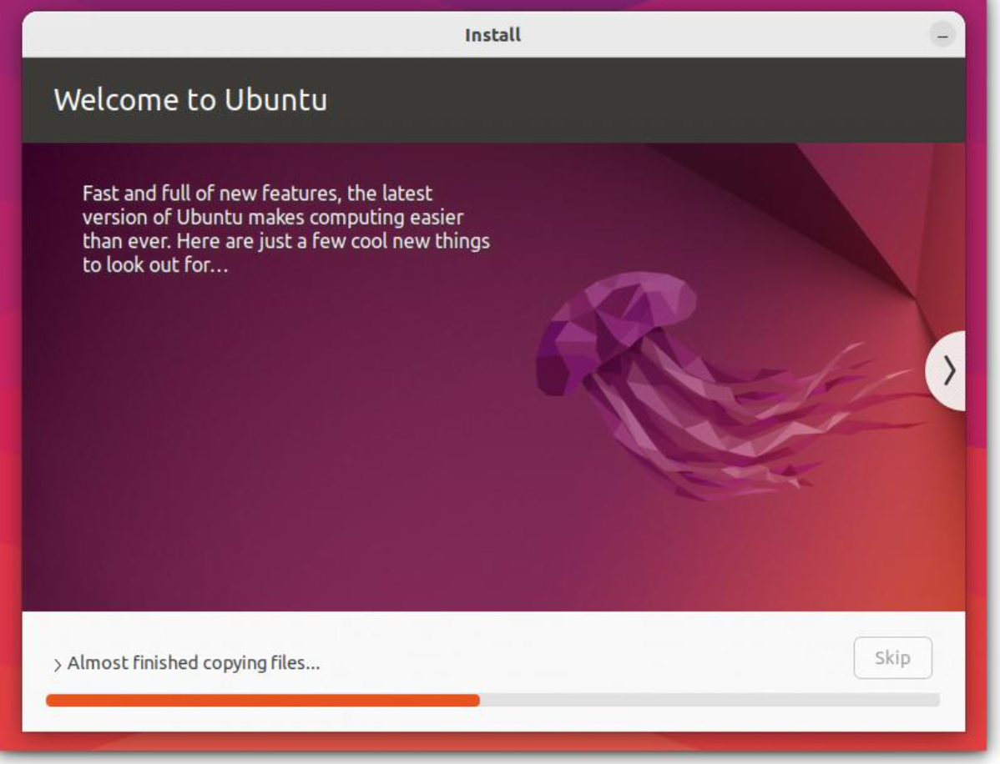 Install
Welcome to Ubuntu
Fast and full of new features, the latest
version of Ubuntu makes computing easier
than ever. Here are just a few cool new things
to look out for…
Almost finished copying files...
Skip